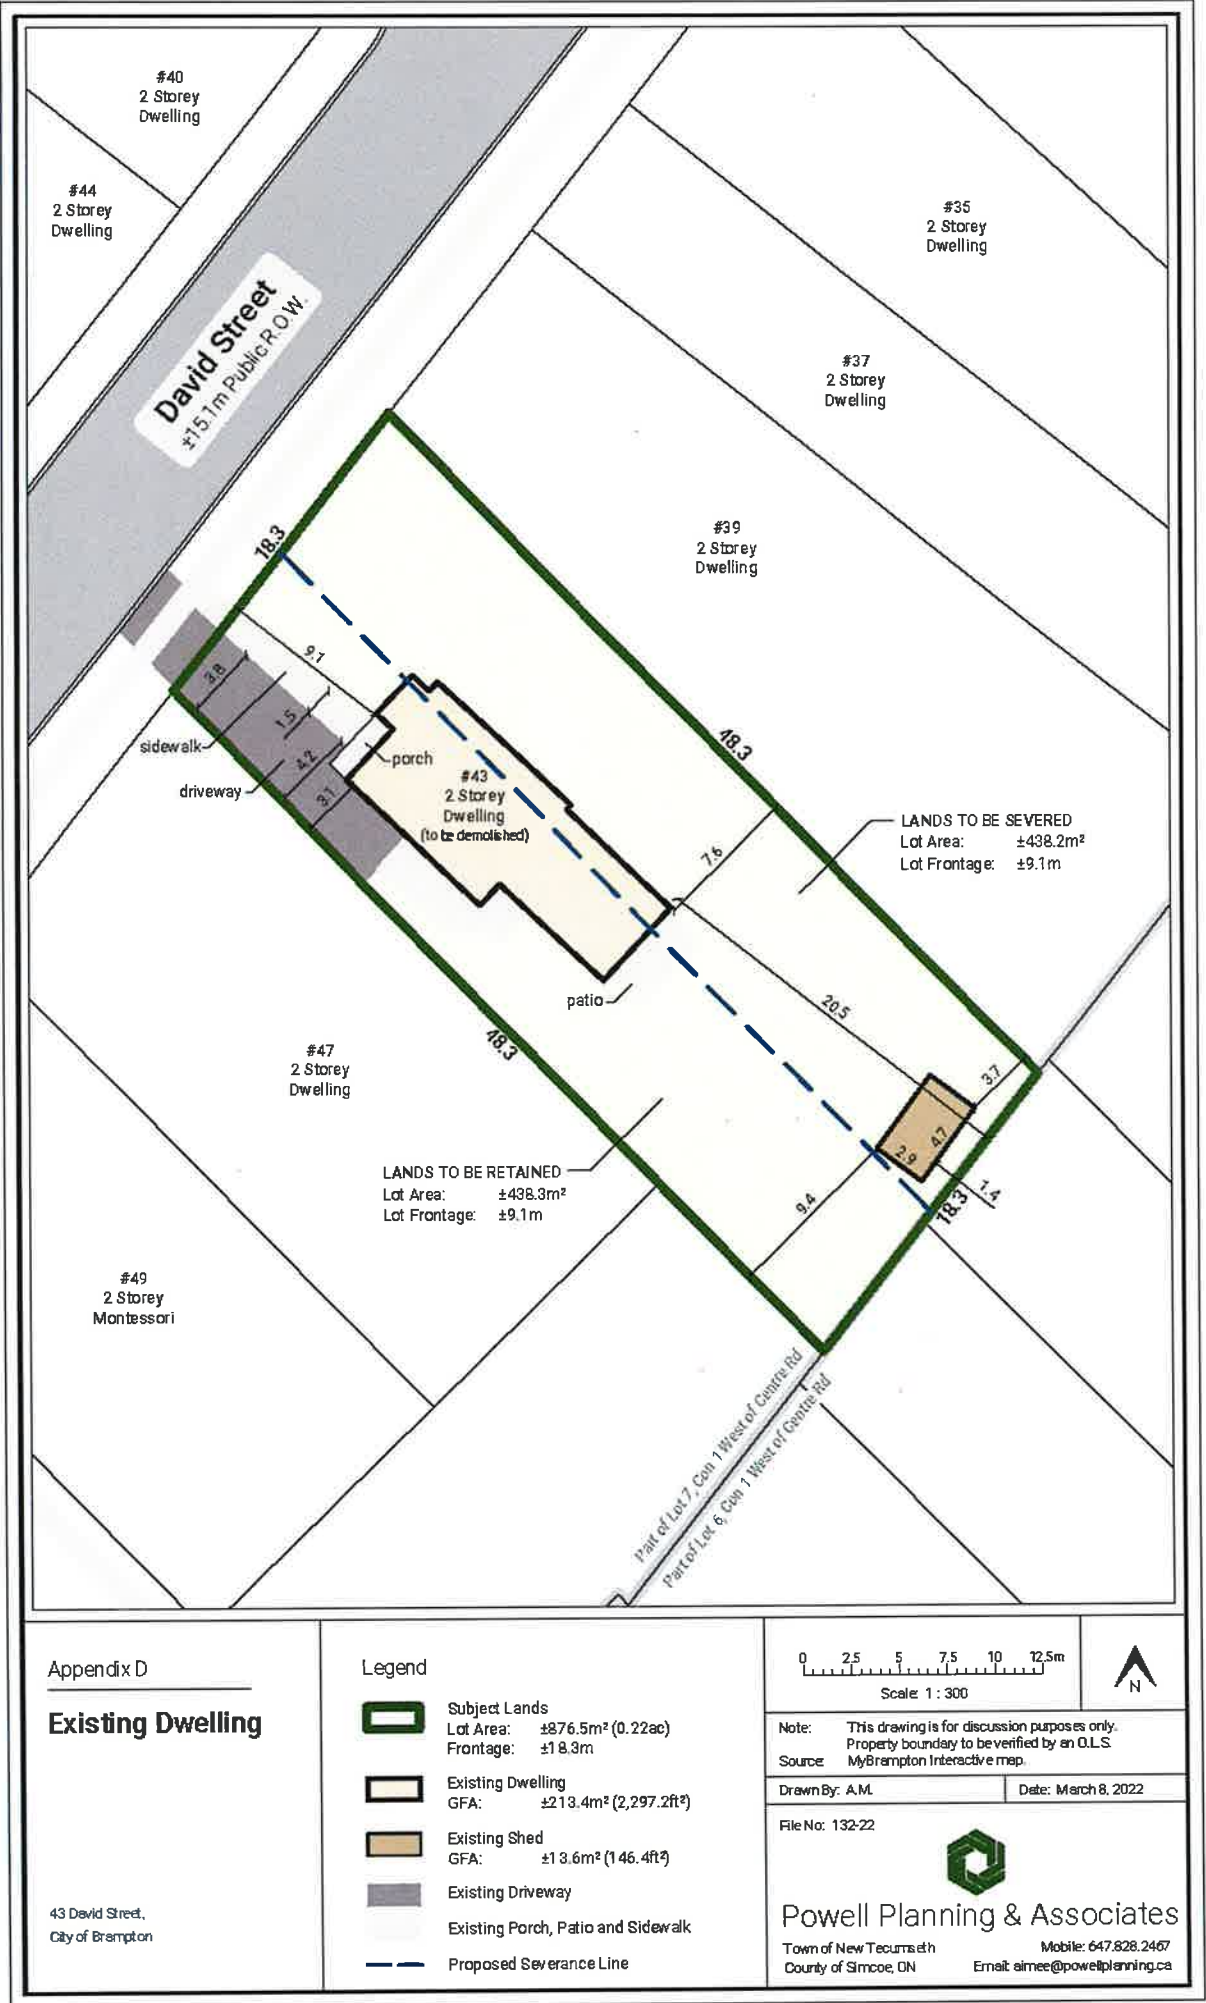 #40
2 Storey
Dwelling
#44
2 Storey
Dwelling
David Street
±15.1m Public R.O.W.
#35
2 Storey
Dwelling
#37
2 Storey
Dwelling
#39
2 Storey
Dwelling
18.3
9.1
3.8
1.5
4.2
3.1
sidewalk
driveway
porch
#43
2 Storey
Dwelling
(to be demolished)
48.3
7.6
LANDS TO BE SEVERED
Lot Area: ±438.2m²
Lot Frontage: ±9.1m
patio
20.5
48.3
#47
2 Storey
Dwelling
3.7
4.7
2.9
1.4
18.3
9.4
LANDS TO BE RETAINED
Lot Area: ±438.3m²
Lot Frontage: ±9.1m
#49
2 Storey
Montessori
Part of Lot 7, Con 1 West of Centre Rd
Part of Lot 6, Con 1 West of Centre Rd
Appendix D
Existing Dwelling
43 David Street,
City of Brampton
Legend
Subject Lands
Lot Area: ±876.5m² (0.22ac)
Frontage: ±18.3m
Existing Dwelling
GFA: ±213.4m² (2,297.2ft²)
Existing Shed
GFA: ±13.6m² (146.4ft²)
Existing Driveway
Existing Porch, Patio and Sidewalk
Proposed Severance Line
0 2.5 5 7.5 10 12.5m
Scale: 1 : 300
N
Note: This drawing is for discussion purposes only.
Property boundary to be verified by an O.L.S.
Source: MyBrampton Interactive map.
Drawn By: A.M.
Date: March 8, 2022
File No: 132-22
Powell Planning & Associates
Town of New Tecumseth
County of Simcoe, ON
Mobile: 647.828.2467
Email: aimee@powellplanning.ca